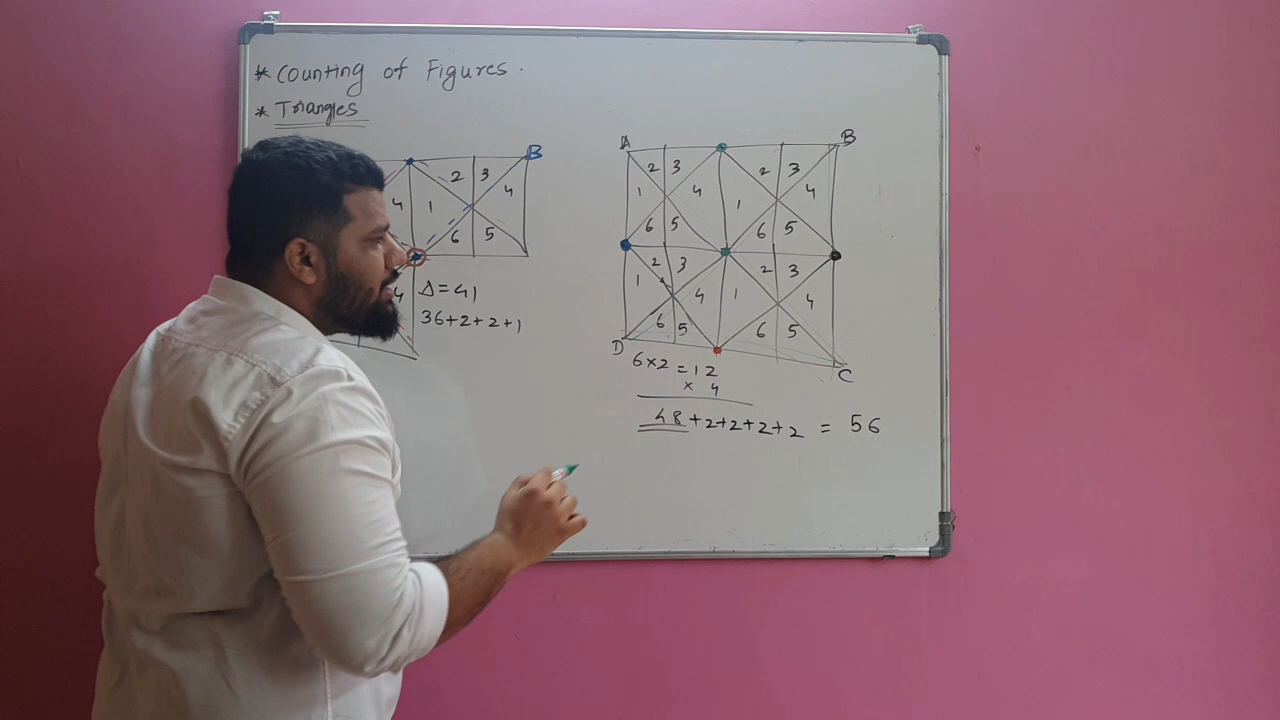 * Counting of Figures.
* Triangles
B
2 3
4 1 4
6 5
4
Δ = 41
36+2+2+1
A B
2 3 2 3
1 4 1 4
6 5 6 5
2 3 2 3
1 4 1 4
6 5 6 5
D C
6×2 = 12
× 4
48+2+2+2+2 = 56